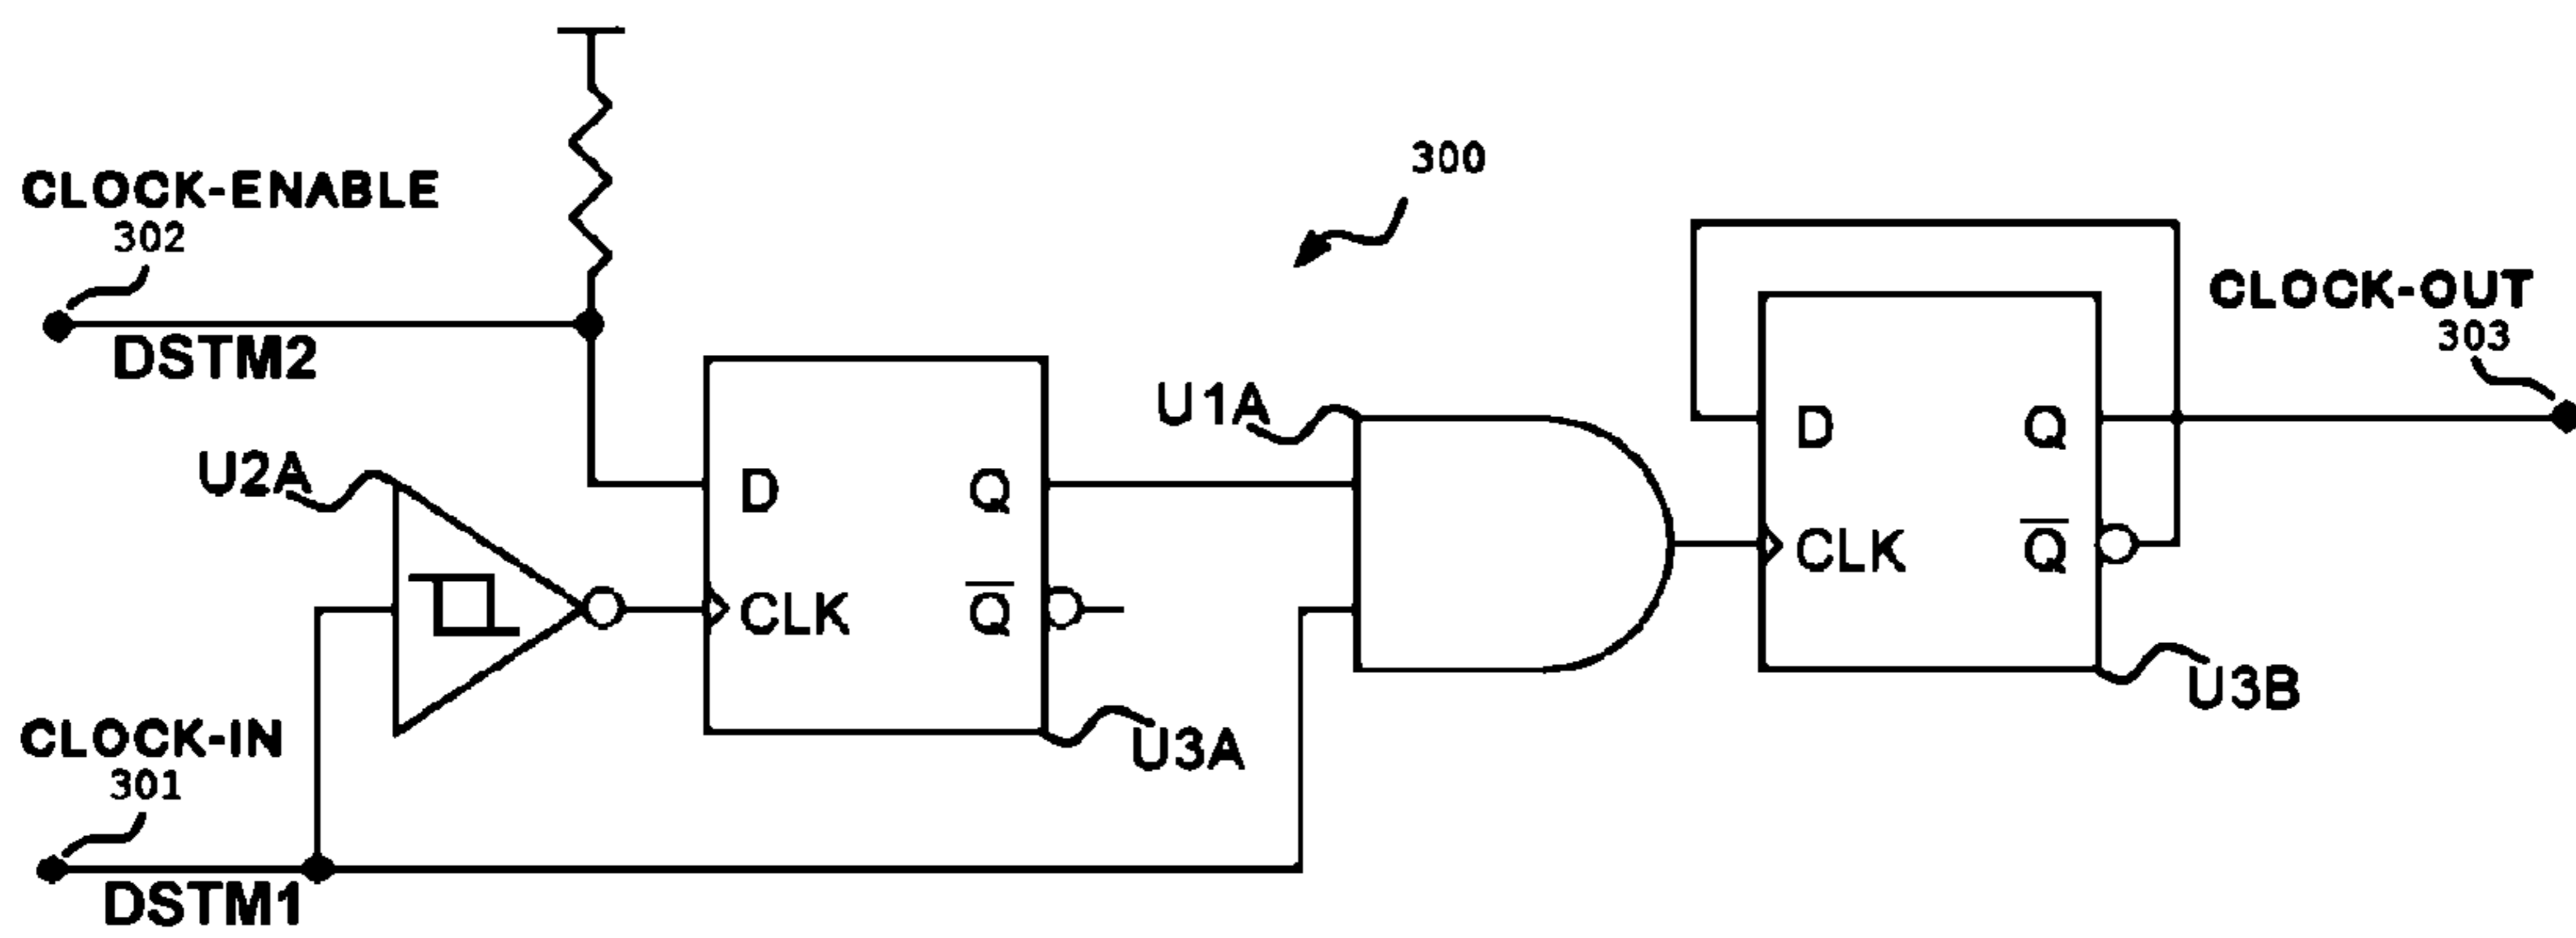 300
CLOCK-ENABLE
302
DSTM2
CLOCK-OUT
303
U1A
U2A
D
Q
CLK
Q̅
U3A
D
Q
CLK
Q̅
U3B
CLOCK-IN
301
DSTM1